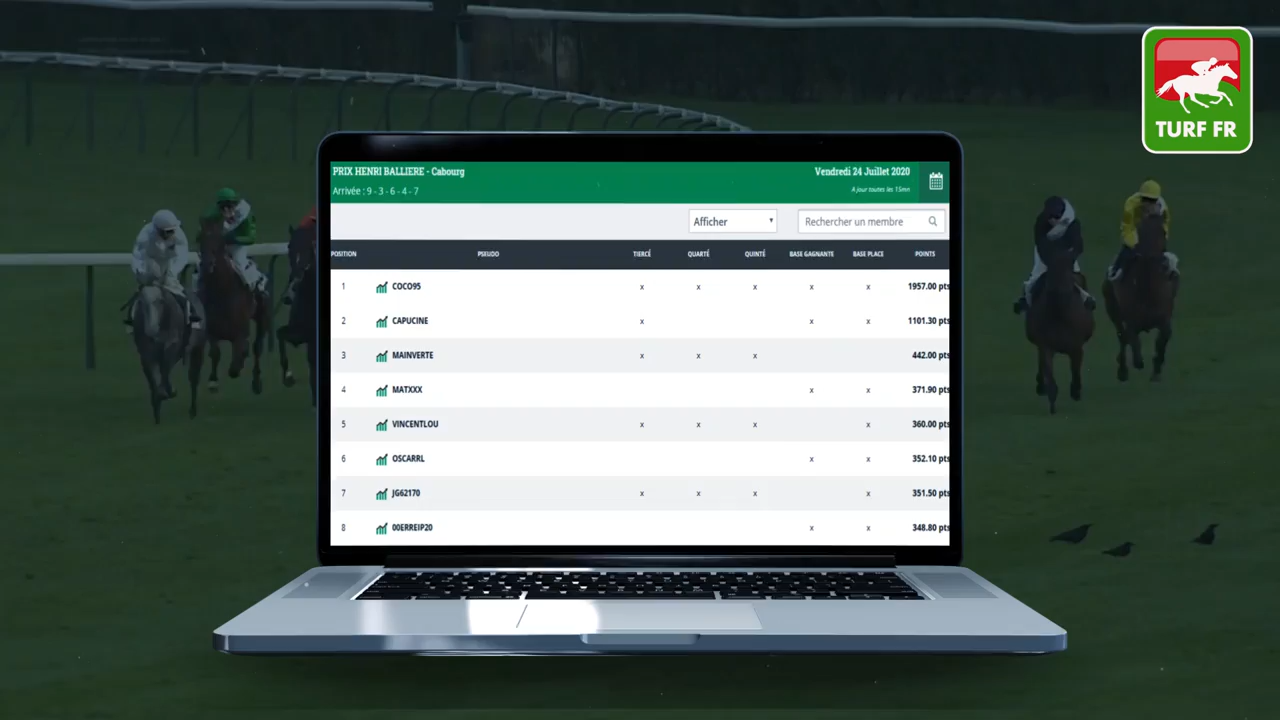 TURF FR
PRIX HENRI BALLIERE - Cabourg
Vendredi 24 Juillet 2020
Arrivée : 9 - 3 - 6 - 4 - 7
A jour toutes les 15mn
Afficher
Rechercher un membre
POSITION PSEUDO TIERCÉ QUARTÉ QUINTÉ BASE GAGNANTE BASE PLACE POINTS
1 COCO95 x x x x x 1957.00 pts
2 CAPUCINE x x x 1101.30 pts
3 MAINVERTE x x x 442.00 pts
4 MATXXX x x 371.90 pts
5 VINCENTLOU x x x x 360.00 pts
6 OSCARRL x x 352.10 pts
7 JG62170 x x x x 351.50 pts
8 00ERREIP20 x x 348.80 pts